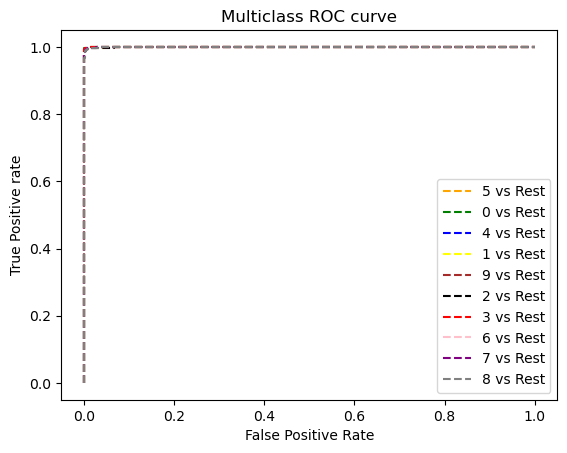 Multiclass ROC curve
True Positive rate
1.0
0.8
0.6
0.4
0.2
0.0
5 vs Rest
0 vs Rest
4 vs Rest
1 vs Rest
9 vs Rest
2 vs Rest
3 vs Rest
6 vs Rest
7 vs Rest
8 vs Rest
0.0 0.2 0.4 0.6 0.8 1.0
False Positive Rate